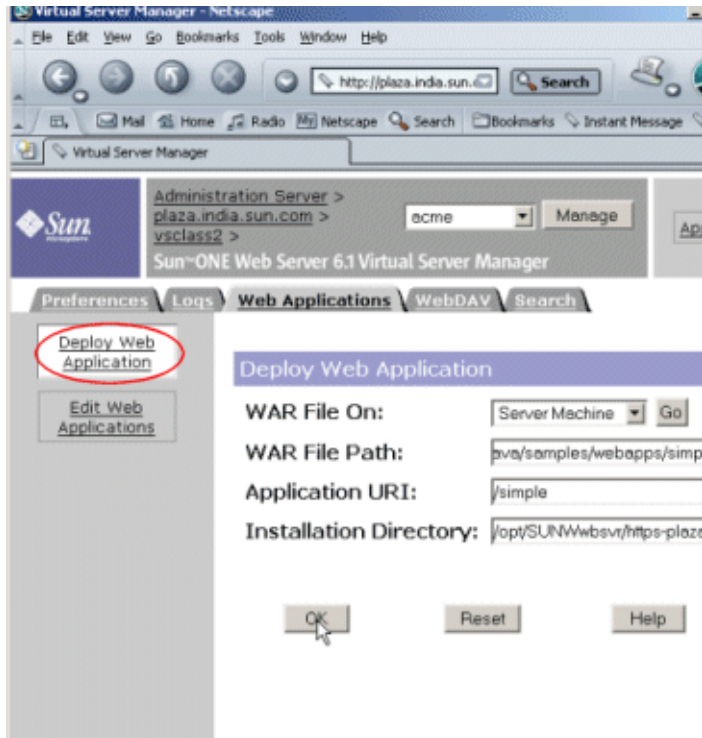 Virtual Server Manager - Netscape
File Edit View Go Bookmarks Tools Window Help
http://plaza.india.sun. Search
Mail Home Radio My Netscape Search Bookmarks Instant Message
Virtual Server Manager
Sun
microsystems
Administration Server >
plaza.india.sun.com >
vsclass2 >
acme Manage
Sun™ONE Web Server 6.1 Virtual Server Manager
Preferences Logs Web Applications WebDAV Search
Deploy Web
Application
Edit Web
Applications
Deploy Web Application
WAR File On: Server Machine Go
WAR File Path: ava/samples/webapps/simp
Application URI: /simple
Installation Directory: /opt/SUNWwbsvr/https-plaza
OK Reset Help